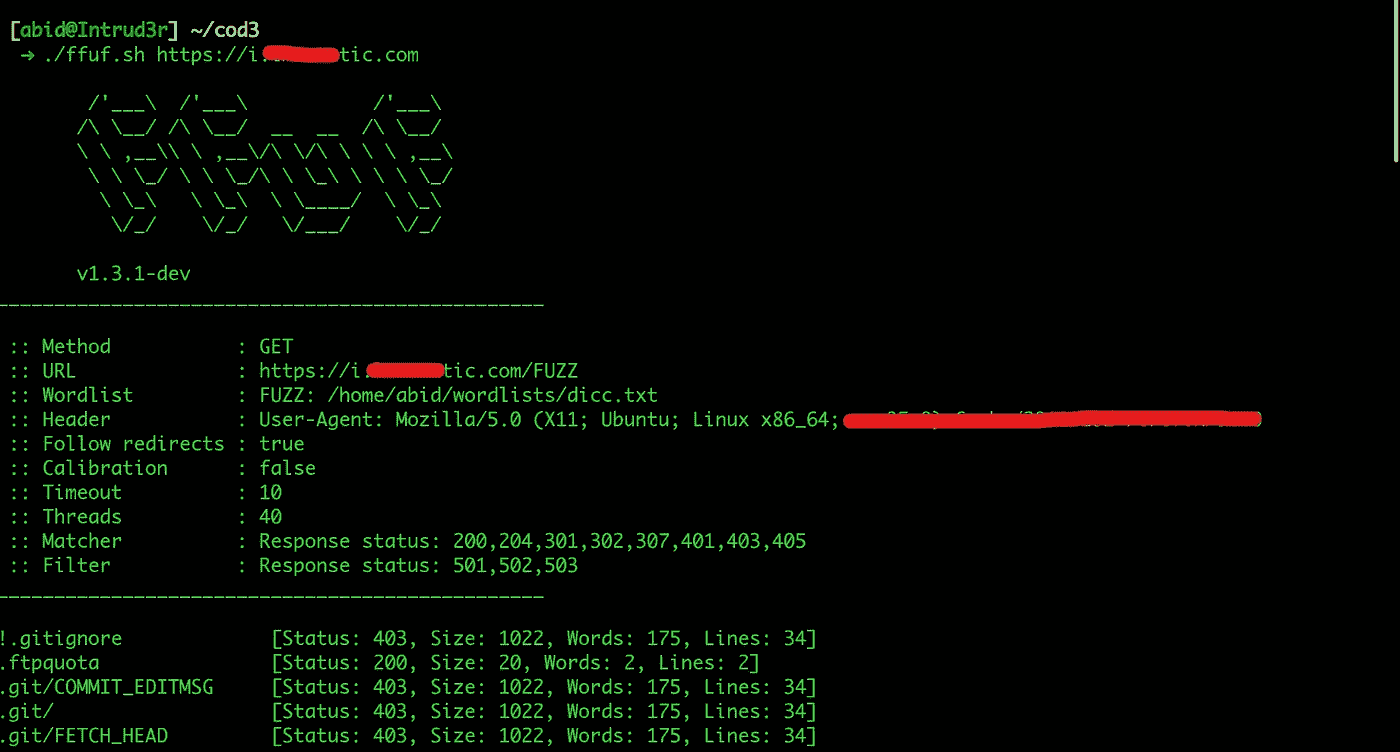 [abid@Intrud3r] ~/cod3
→ ./ffuf.sh https://i. tic.com
v1.3.1-dev
________________________________________________
:: Method : GET
:: URL : https://i. tic.com/FUZZ
:: Wordlist : FUZZ: /home/abid/wordlists/dicc.txt
:: Header : User-Agent: Mozilla/5.0 (X11; Ubuntu; Linux x86_64;
:: Follow redirects : true
:: Calibration : false
:: Timeout : 10
:: Threads : 40
:: Matcher : Response status: 200,204,301,302,307,401,403,405
:: Filter : Response status: 501,502,503
________________________________________________
!.gitignore [Status: 403, Size: 1022, Words: 175, Lines: 34]
.ftpquota [Status: 200, Size: 20, Words: 2, Lines: 2]
.git/COMMIT_EDITMSG [Status: 403, Size: 1022, Words: 175, Lines: 34]
.git/ [Status: 403, Size: 1022, Words: 175, Lines: 34]
.git/FETCH_HEAD [Status: 403, Size: 1022, Words: 175, Lines: 34]